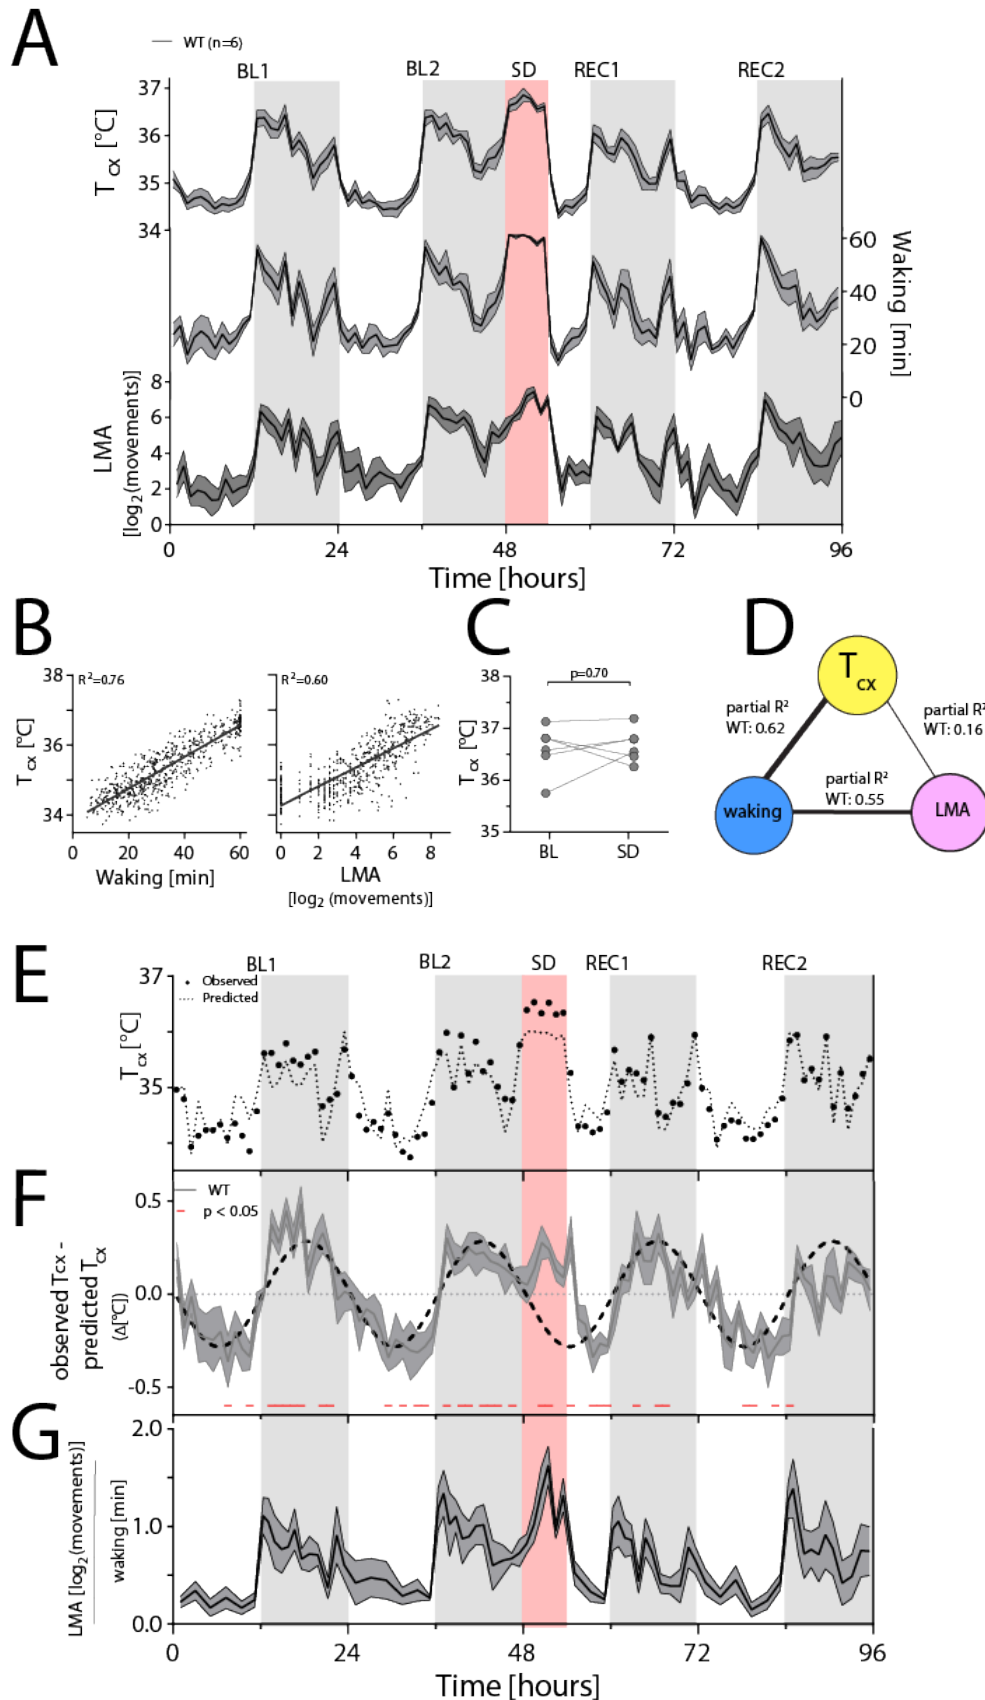 A
WT (n=6)
BL1
BL2
SD
REC1
REC2
37
36
35
34
Tcx [°C]
60
40
20
0
Waking [min]
8
6
4
2
0
LMA
[log2(movements)]
0
24
48
72
96
Time [hours]
B
R²=0.76
38
36
34
Tcx [°C]
0
20
40
60
Waking [min]
R²=0.60
0
2
4
6
8
LMA
[log2 (movements)]
C
p=0.70
38
37
36
35
Tcx [°C]
BL
SD
D
Tcx
partial R²
WT: 0.62
partial R²
WT: 0.16
partial R²
WT: 0.55
waking
LMA
E
BL1
BL2
SD
REC1
REC2
Observed
Predicted
37
35
Tcx [°C]
F
WT
p < 0.05
0.5
0.0
-0.5
observed Tcx -
predicted Tcx
(Δ[°C])
G
2.0
1.0
0.0
LMA [log2(movements)]
waking [min]
0
24
48
72
96
Time [hours]